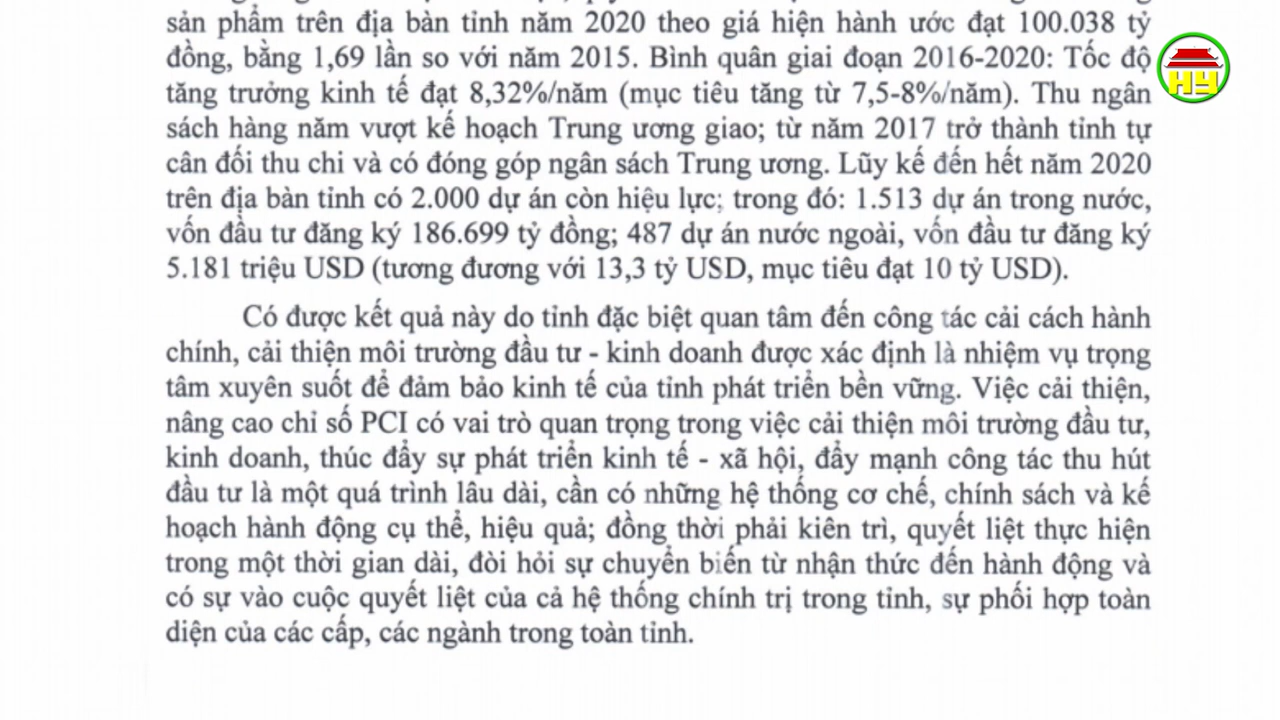 sản phẩm trên địa bàn tỉnh năm 2020 theo giá hiện hành ước đạt 100.038 tỷ
đồng, bằng 1,69 lần so với năm 2015. Bình quân giai đoạn 2016-2020: Tốc độ
tăng trưởng kinh tế đạt 8,32%/năm (mục tiêu tăng từ 7,5-8%/năm). Thu ngân
sách hàng năm vượt kế hoạch Trung ương giao; từ năm 2017 trở thành tỉnh tự
cân đối thu chi và có đóng góp ngân sách Trung ương. Lũy kế đến hết năm 2020
trên địa bàn tỉnh có 2.000 dự án còn hiệu lực; trong đó: 1.513 dự án trong nước,
vốn đầu tư đăng ký 186.699 tỷ đồng; 487 dự án nước ngoài, vốn đầu tư đăng ký
5.181 triệu USD (tương đương với 13,3 tỷ USD, mục tiêu đạt 10 tỷ USD).
Có được kết quả này do tỉnh đặc biệt quan tâm đến công tác cải cách hành
chính, cải thiện môi trường đầu tư - kinh doanh được xác định là nhiệm vụ trọng
tâm xuyên suốt để đảm bảo kinh tế của tỉnh phát triển bền vững. Việc cải thiện,
nâng cao chỉ số PCI có vai trò quan trọng trong việc cải thiện môi trường đầu tư,
kinh doanh, thúc đẩy sự phát triển kinh tế - xã hội, đẩy mạnh công tác thu hút
đầu tư là một quá trình lâu dài, cần có những hệ thống cơ chế, chính sách và kế
hoạch hành động cụ thể, hiệu quả; đồng thời phải kiên trì, quyết liệt thực hiện
trong một thời gian dài, đòi hỏi sự chuyển biến từ nhận thức đến hành động và
có sự vào cuộc quyết liệt của cả hệ thống chính trị trong tỉnh, sự phối hợp toàn
diện của các cấp, các ngành trong toàn tỉnh.
HY